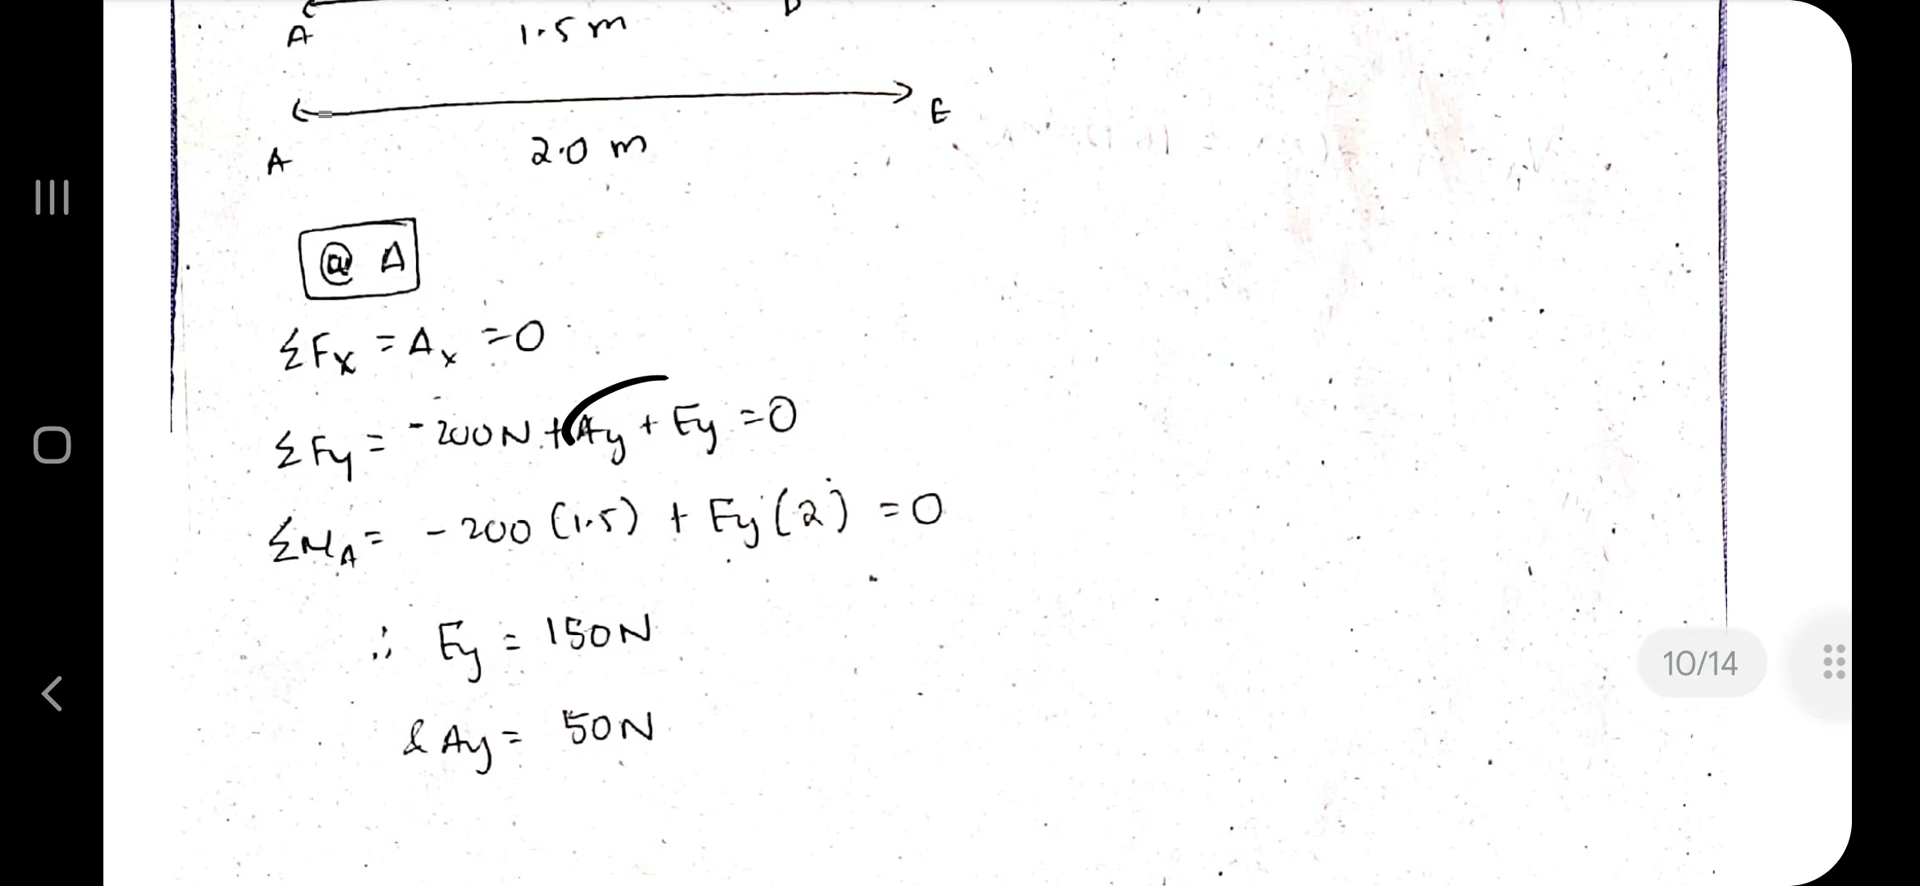 A 1.5 m D
E
A 2.0 m
@ A
ΣFx = Ax = 0
ΣFy = -200N + Ay + Ey = 0
ΣMA = -200 (1.5) + Ey (2) = 0
∴ Ey = 150N
& Ay = 50N
10/14